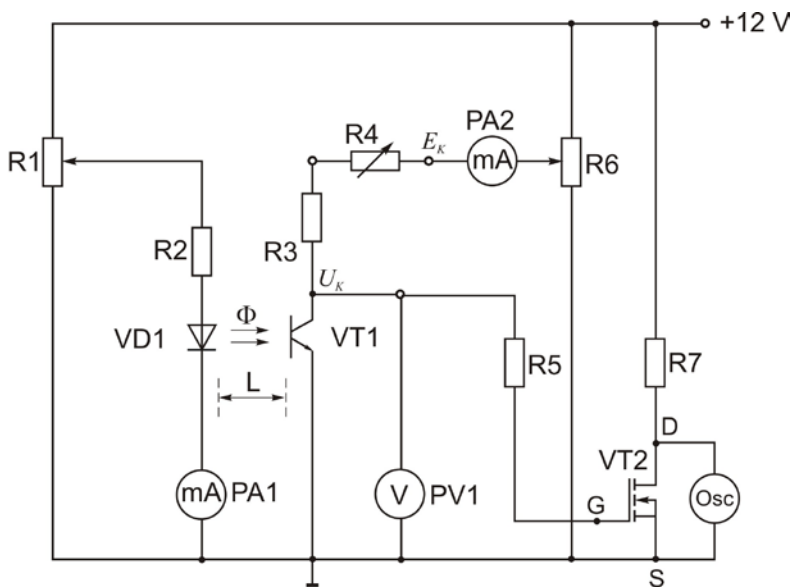 +12 V
R4
E_K
PA2
mA
R1
R6
R2
R3
U_K
Φ
VD1
VT1
L
R5
R7
D
VT2
mA
PA1
V
PV1
G
Osc
S